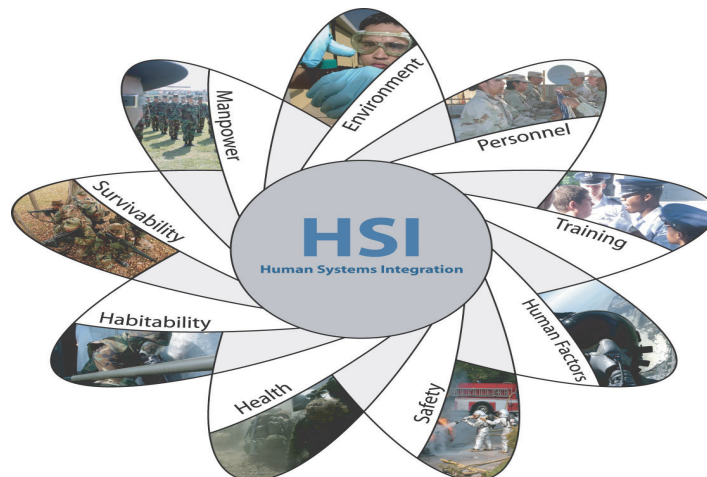 HSI
Human Systems Integration
Environment
Personnel
Training
Human Factors
Safety
Health
Habitability
Survivability
Manpower